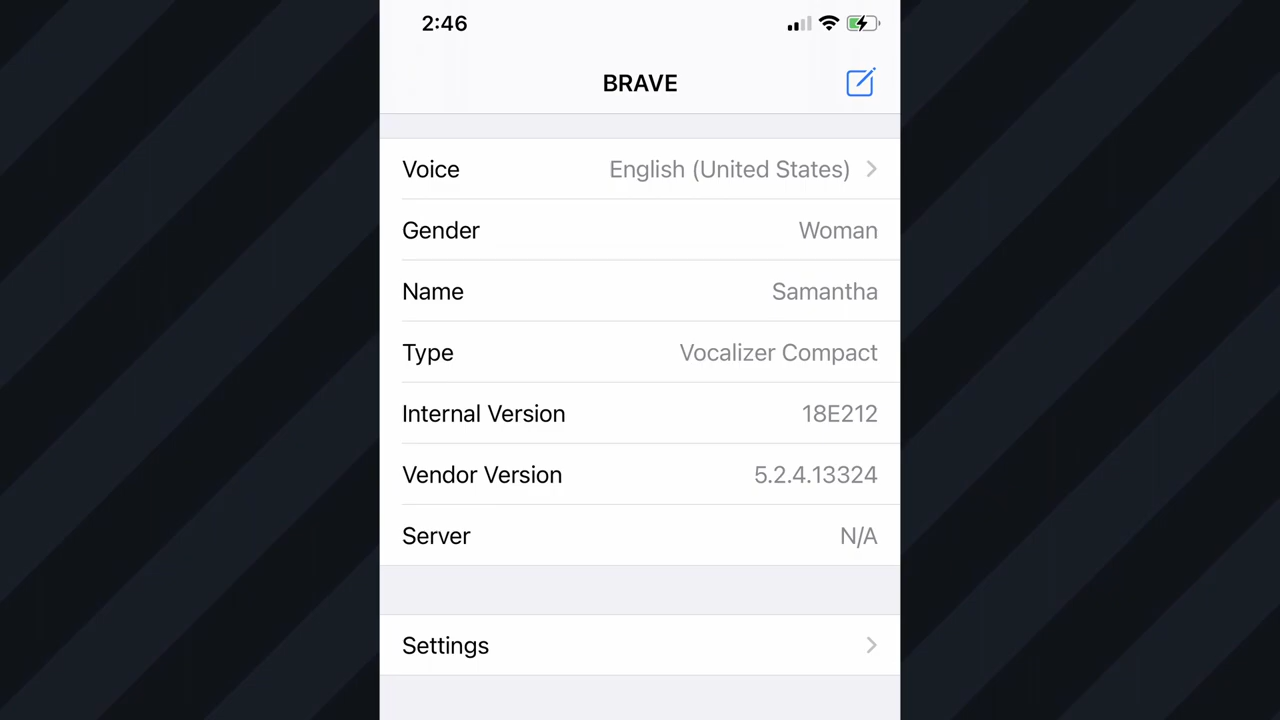 2:46
BRAVE
Voice English (United States)
Gender Woman
Name Samantha
Type Vocalizer Compact
Internal Version 18E212
Vendor Version 5.2.4.13324
Server N/A
Settings